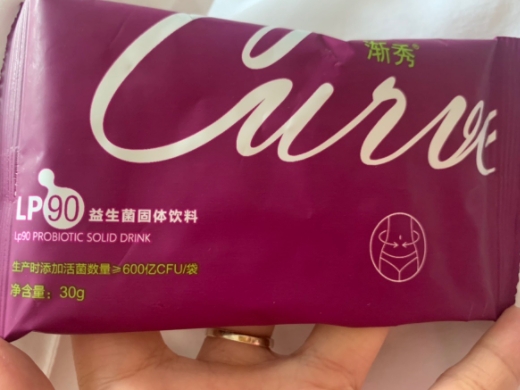 渐秀®
Curve
LP90 益生菌固体饮料
Lp90 PROBIOTIC SOLID DRINK
生产时添加活菌数量≥600亿CFU/袋
净含量：30g